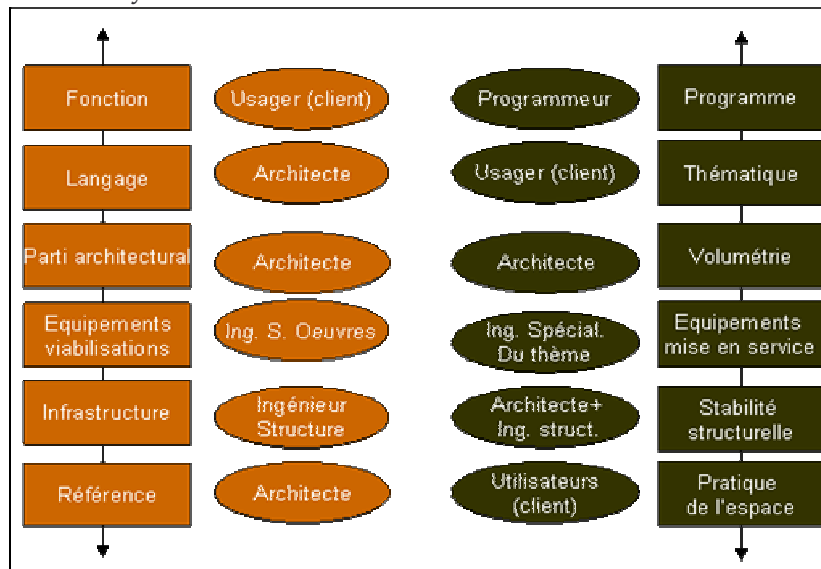 Fonction
Usager (client)
Programmeur
Programme
Langage
Architecte
Usager (client)
Thématique
Parti architectural
Architecte
Architecte
Volumétrie
Equipements
viabilisations
Ing. S. Oeuvres
Ing. Spécial.
Du thème
Equipements
mise en service
Infrastructure
Ingénieur
Structure
Architecte+
Ing. struct.
Stabilité
structurelle
Référence
Architecte
Utilisateurs
(client)
Pratique
de l'espace